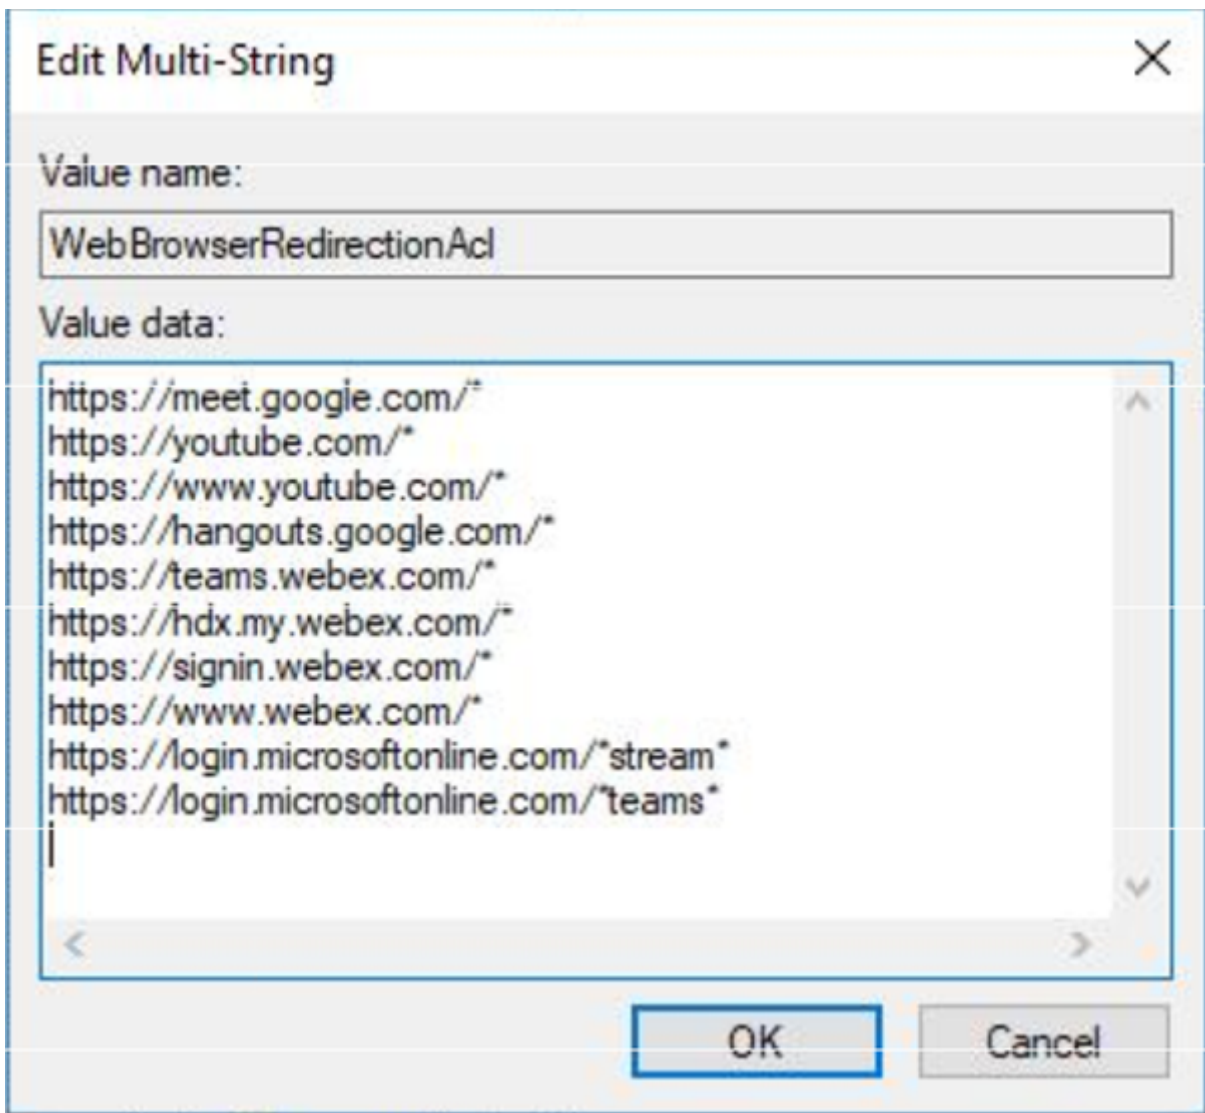 Edit Multi-String
Value name:
WebBrowserRedirectionAcl
Value data:
https://meet.google.com/*
https://youtube.com/*
https://www.youtube.com/*
https://hangouts.google.com/*
https://teams.webex.com/*
https://hdx.my.webex.com/*
https://signin.webex.com/*
https://www.webex.com/*
https://login.microsoftonline.com/*stream*
https://login.microsoftonline.com/*teams*
OK
Cancel